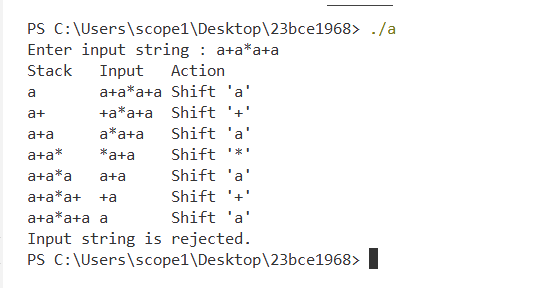 PS C:\Users\scope1\Desktop\23bce1968> ./a
Enter input string : a+a*a+a
Stack   Input   Action
a       a+a*a+a Shift 'a'
a+      +a*a+a  Shift '+'
a+a     a*a+a   Shift 'a'
a+a*    *a+a    Shift '*'
a+a*a   a+a     Shift 'a'
a+a*a+  +a      Shift '+'
a+a*a+a a       Shift 'a'
Input string is rejected.
PS C:\Users\scope1\Desktop\23bce1968>